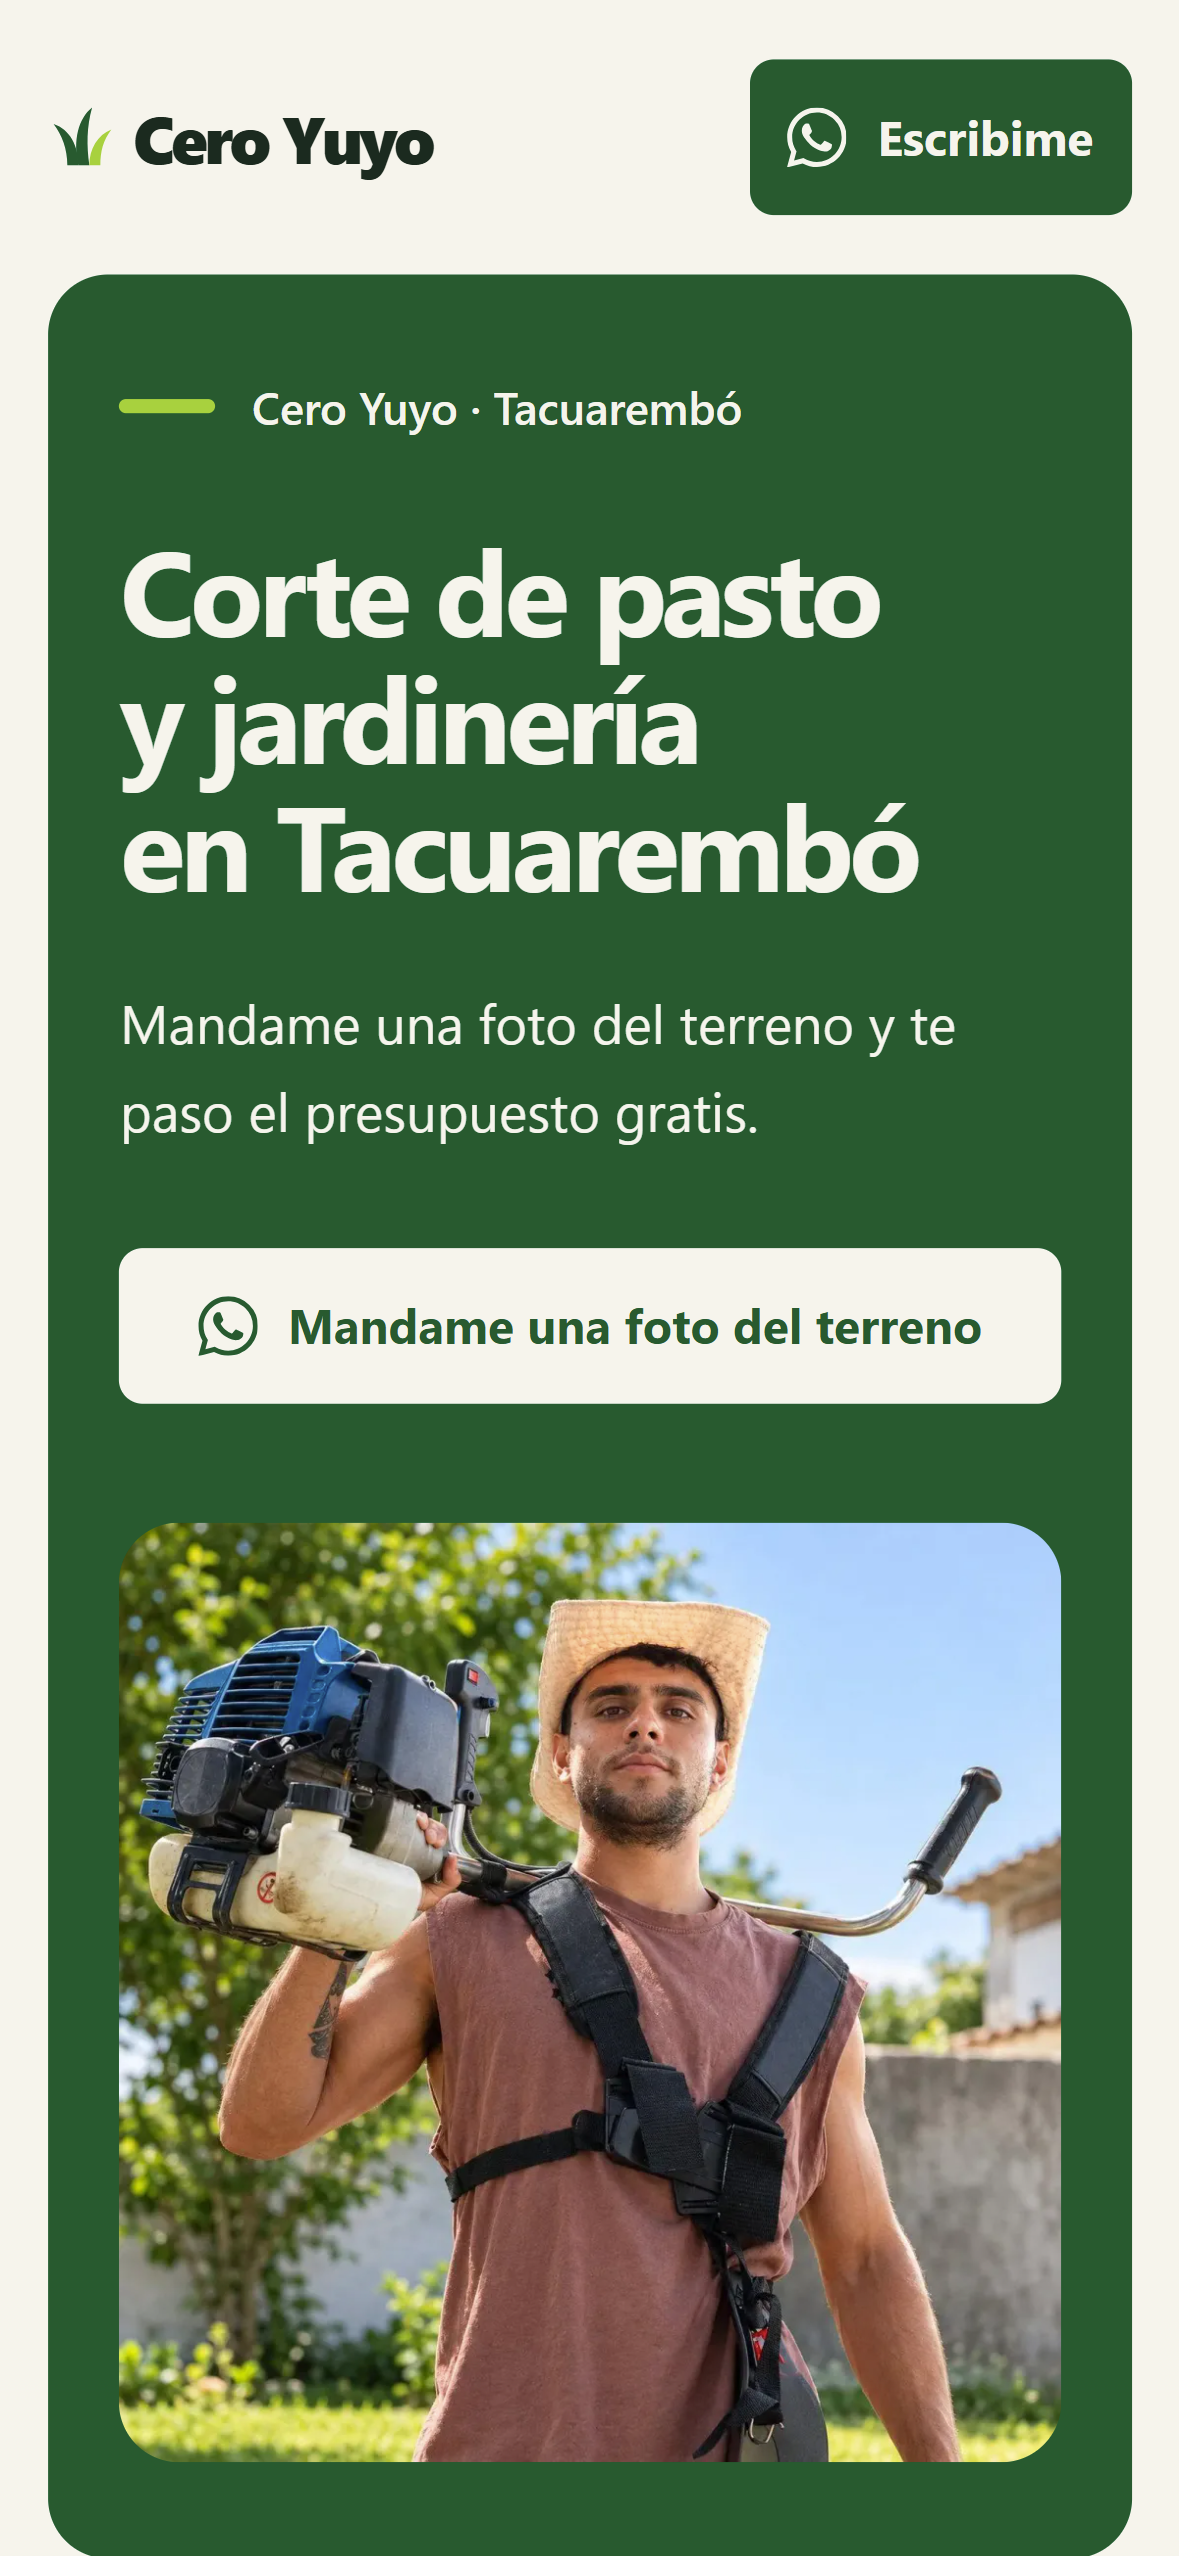 Cero Yuyo
Escribime
Cero Yuyo · Tacuarembó
Corte de pasto
y jardinería
en Tacuarembó
Mandame una foto del terreno y te
paso el presupuesto gratis.
Mandame una foto del terreno